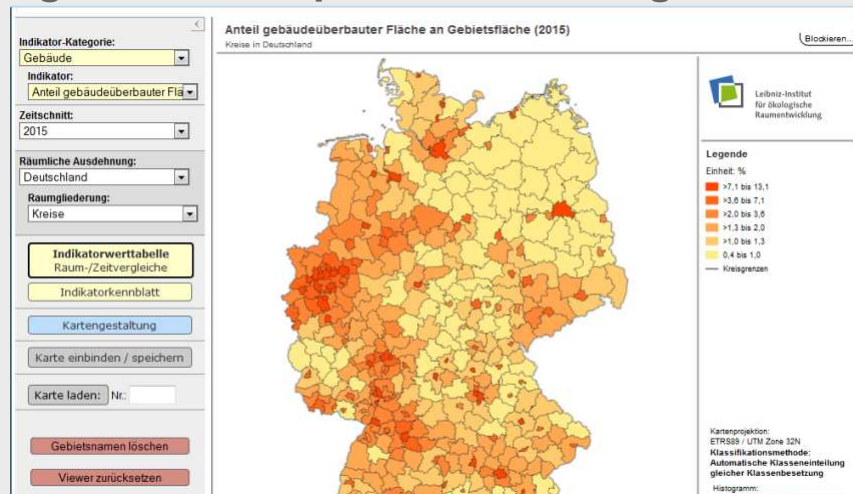 Indikator-Kategorie:
Gebäude
Indikator:
Anteil gebäudeüberbauter Flä
Zeitschnitt:
2015
Räumliche Ausdehnung:
Deutschland
Raumgliederung:
Kreise
Indikatorwerttabelle
Raum-/Zeitvergleiche
Indikatorkennblatt
Kartengestaltung
Karte einbinden / speichern
Karte laden: Nr.:
Gebietsnamen löschen
Viewer zurücksetzen
Anteil gebäudeüberbauter Fläche an Gebietsfläche (2015)
Kreise in Deutschland
Blockieren...
Leibniz-Institut
für ökologische
Raumentwicklung
Legende
Einheit: %
>7,1 bis 13,1
>3,6 bis 7,1
>2,0 bis 3,6
>1,3 bis 2,0
>1,0 bis 1,3
0,4 bis 1,0
Kreisgrenzen
Kartenprojektion:
ETRS89 / UTM Zone 32N
Klassifikationsmethode:
Automatische Klasseneinteilung
gleicher Klassenbesetzung
Histogramm: